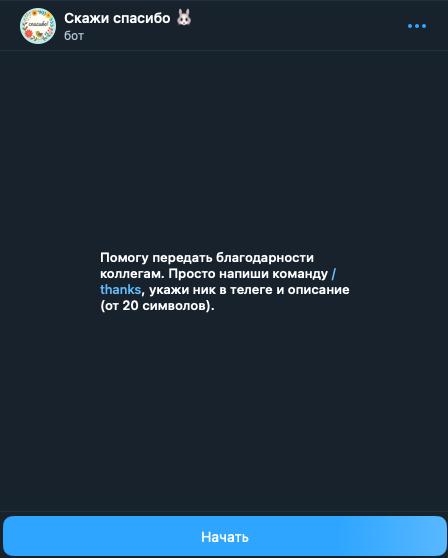 Скажи спасибо 🐰
бот
спасибо!
Помогу передать благодарности
коллегам. Просто напиши команду /
thanks, укажи ник в телеге и описание
(от 20 символов).
Начать